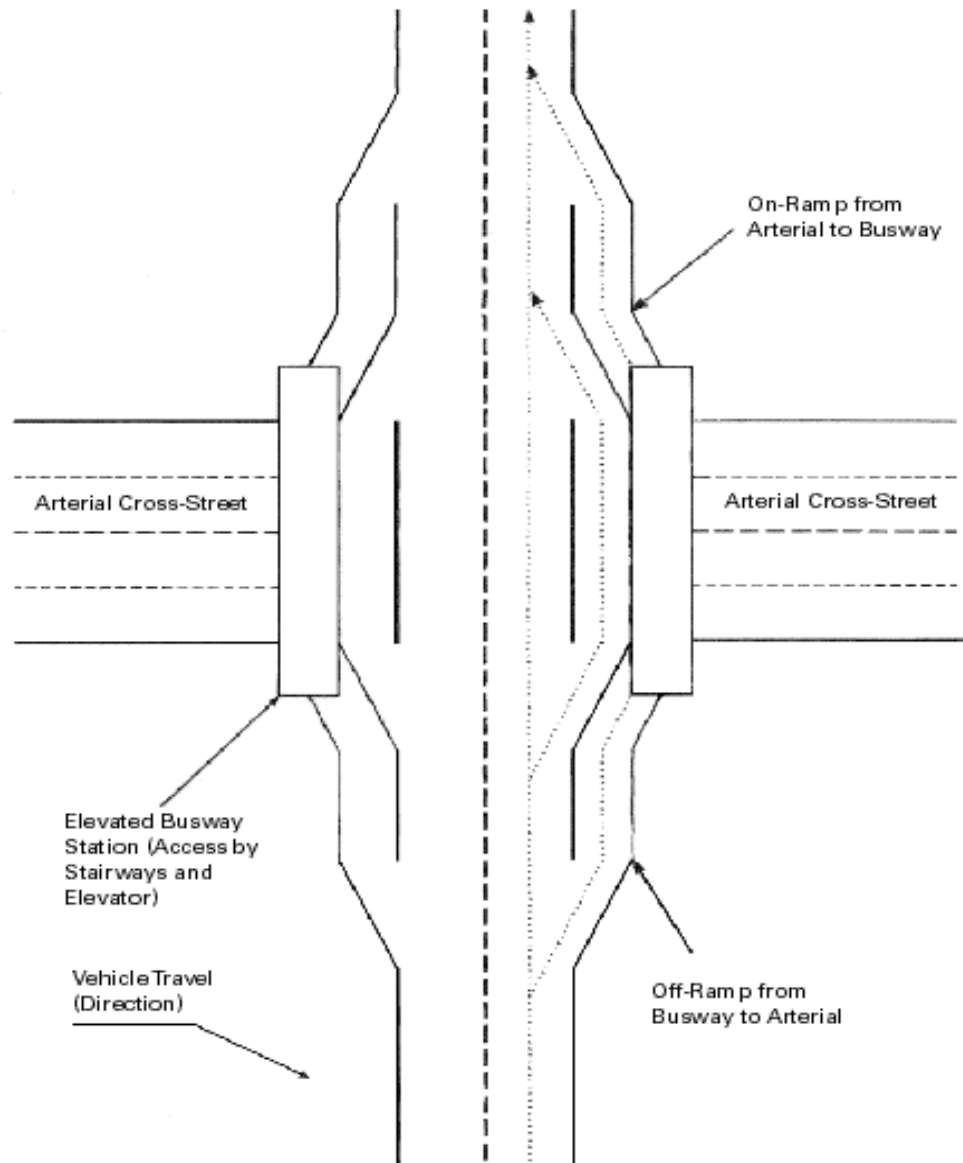 On-Ramp from
Arterial to Busway
Arterial Cross-Street
Arterial Cross-Street
Elevated Busway
Station (Access by
Stairways and
Elevator)
Vehicle Travel
(Direction)
Off-Ramp from
Busway to Arterial